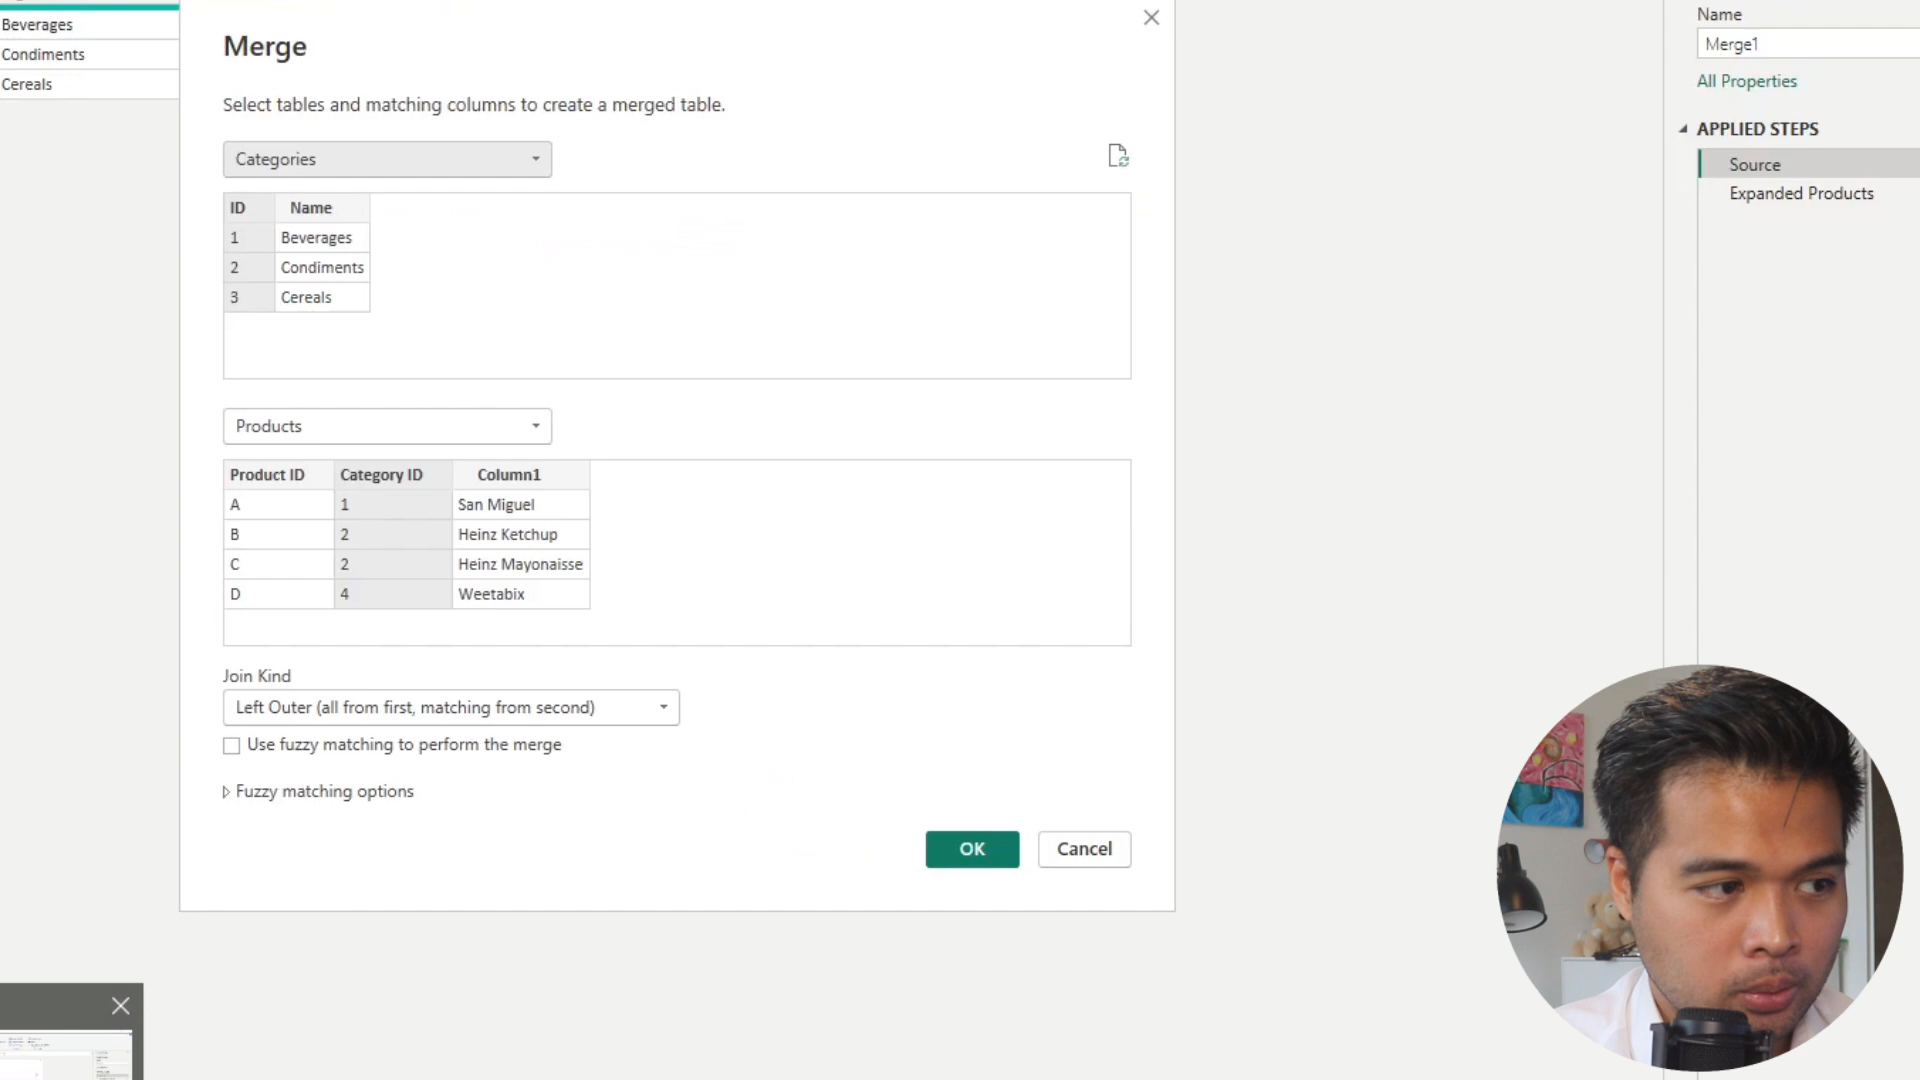 Beverages
Condiments
Cereals
Merge
Select tables and matching columns to create a merged table.
Categories
ID Name
1 Beverages
2 Condiments
3 Cereals
Products
Product ID Category ID Column1
A 1 San Miguel
B 2 Heinz Ketchup
C 2 Heinz Mayonaisse
D 4 Weetabix
Join Kind
Left Outer (all from first, matching from second)
Use fuzzy matching to perform the merge
Fuzzy matching options
OK Cancel
Name
Merge1
All Properties
APPLIED STEPS
Source
Expanded Products